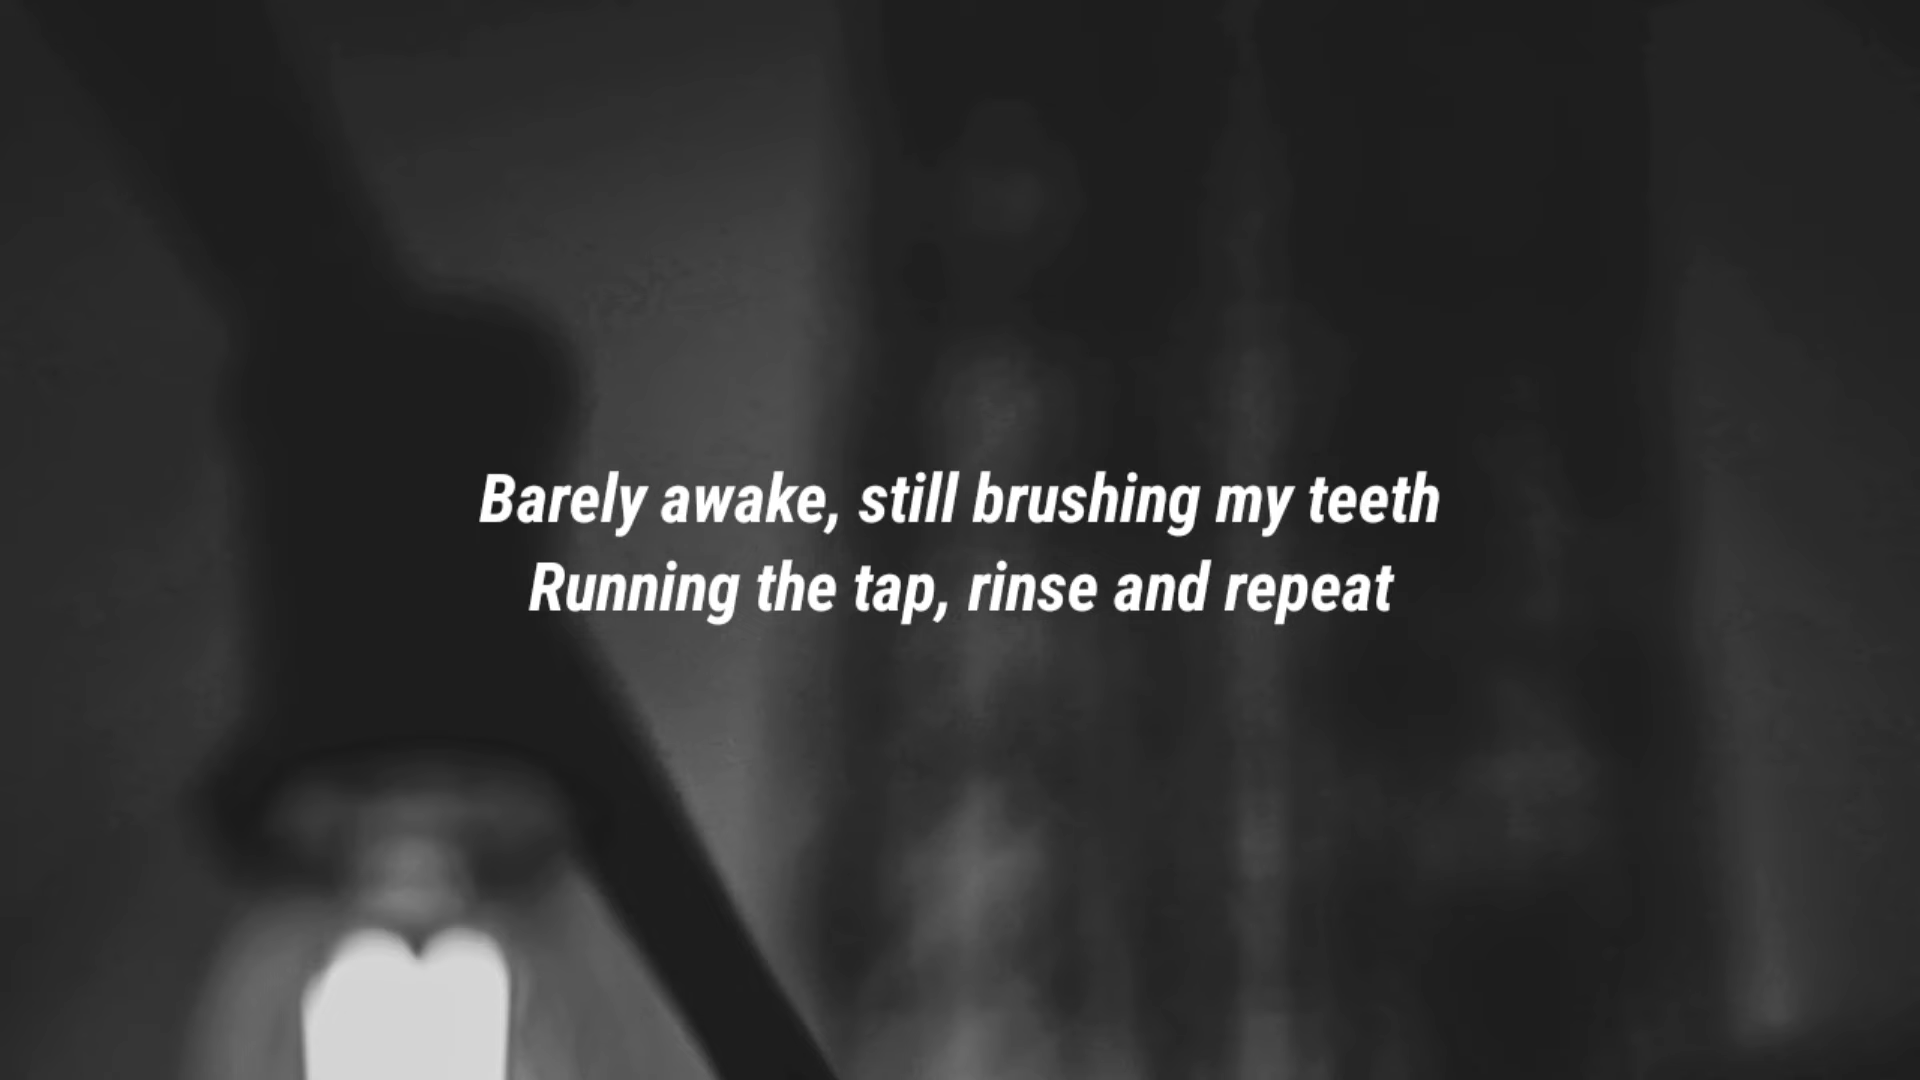 Barely awake, still brushing my teeth
Running the tap, rinse and repeat